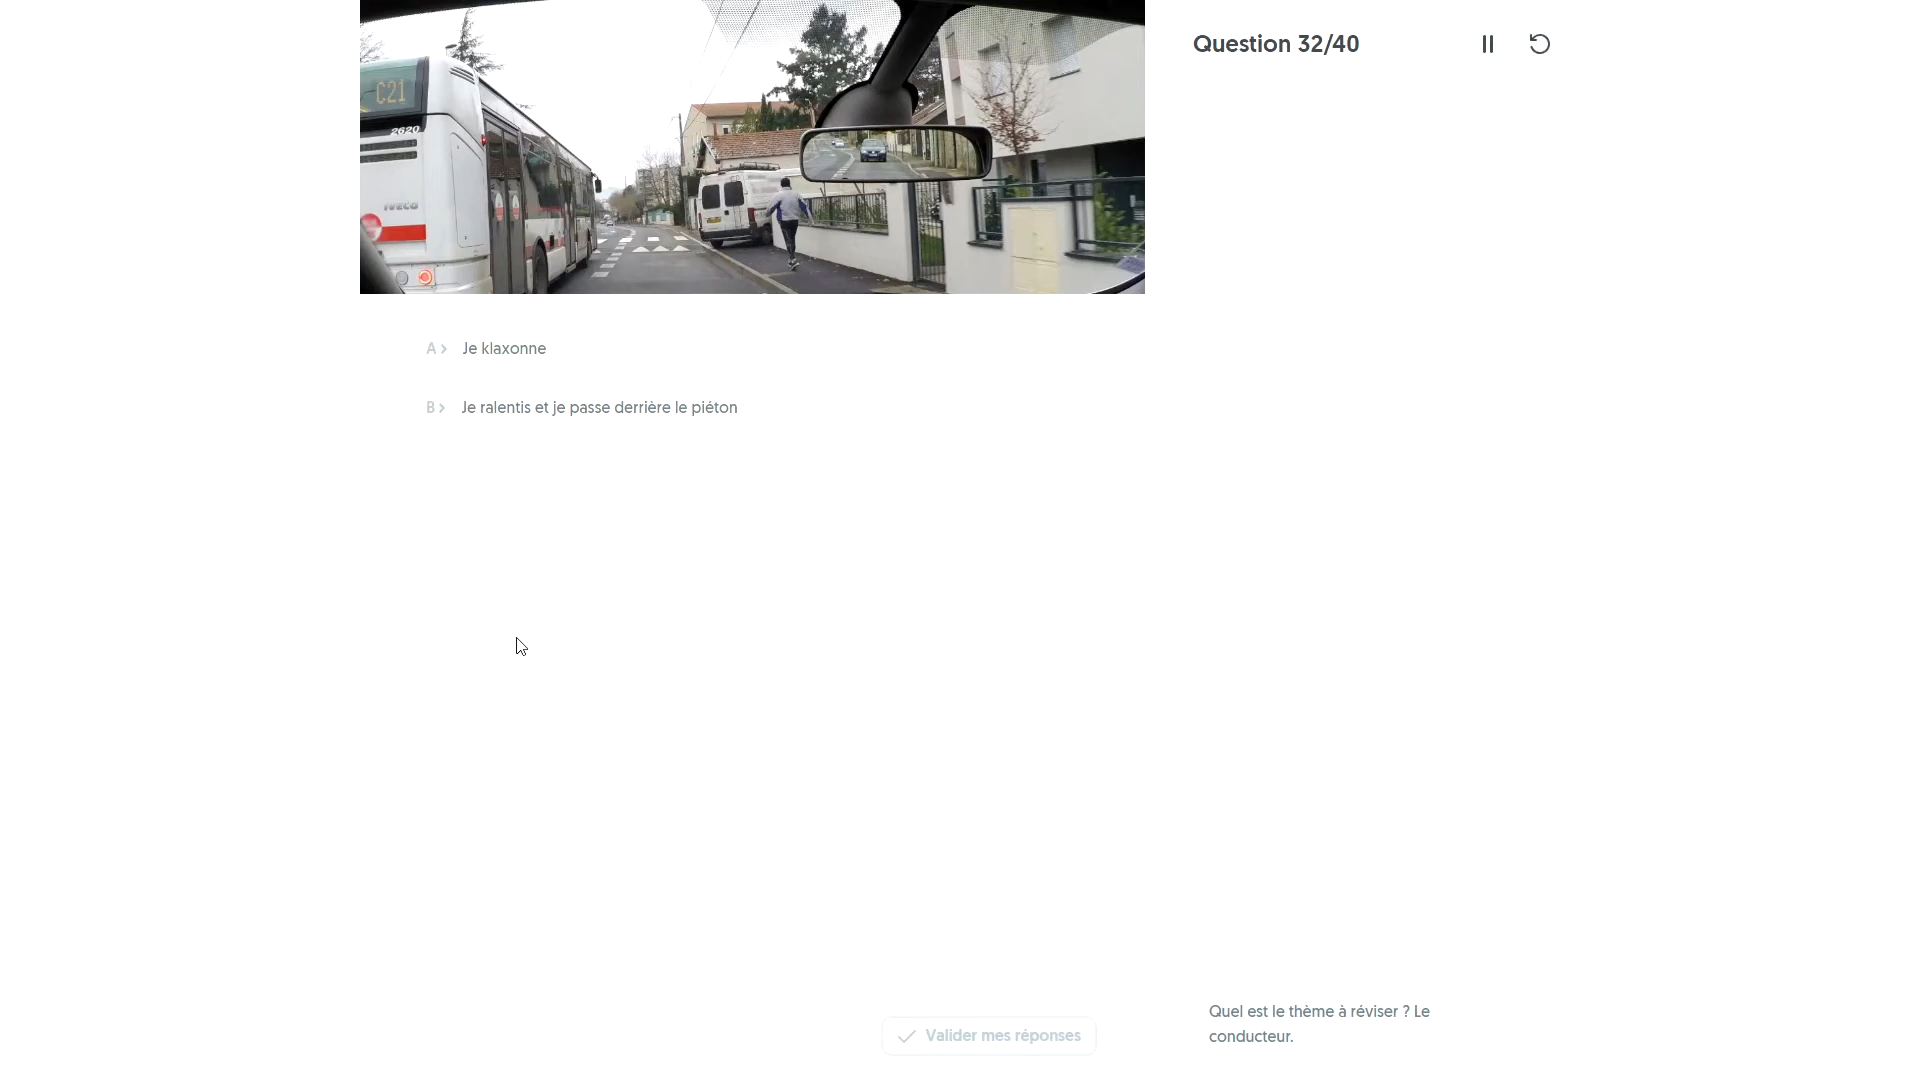 C21
2620
IVECO
Question 32/40
A Je klaxonne
B Je ralentis et je passe derrière le piéton
Valider mes réponses
Quel est le thème à réviser ? Le
conducteur.